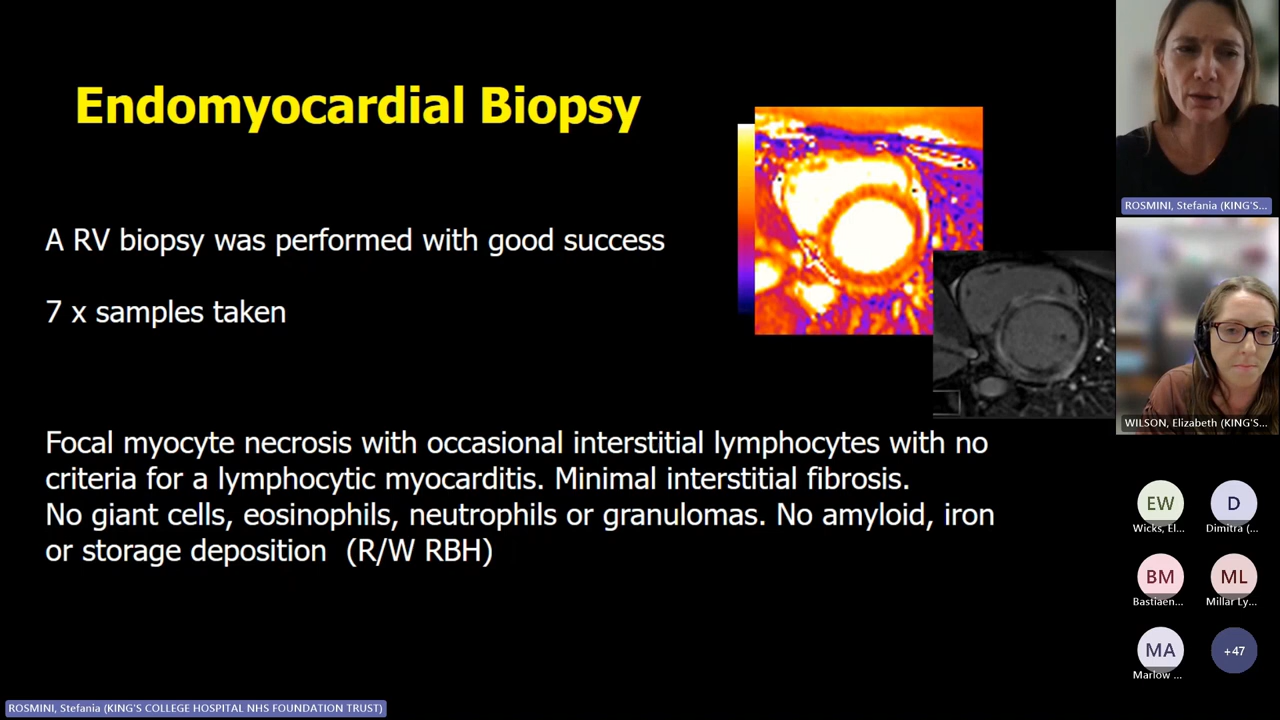 Endomyocardial Biopsy
A RV biopsy was performed with good success
7 x samples taken
Focal myocyte necrosis with occasional interstitial lymphocytes with no
criteria for a lymphocytic myocarditis. Minimal interstitial fibrosis.
No giant cells, eosinophils, neutrophils or granulomas. No amyloid, iron
or storage deposition (R/W RBH)
ROSMINI, Stefania (KING'S COLLEGE HOSPITAL NHS FOUNDATION TRUST)
ROSMINI, Stefania (KING'S...
WILSON, Elizabeth (KING'S...
EW
Wicks, El...
D
Dimitra (...
BM
Bastiaen...
ML
Millar Ly...
MA
Marlow ...
+47